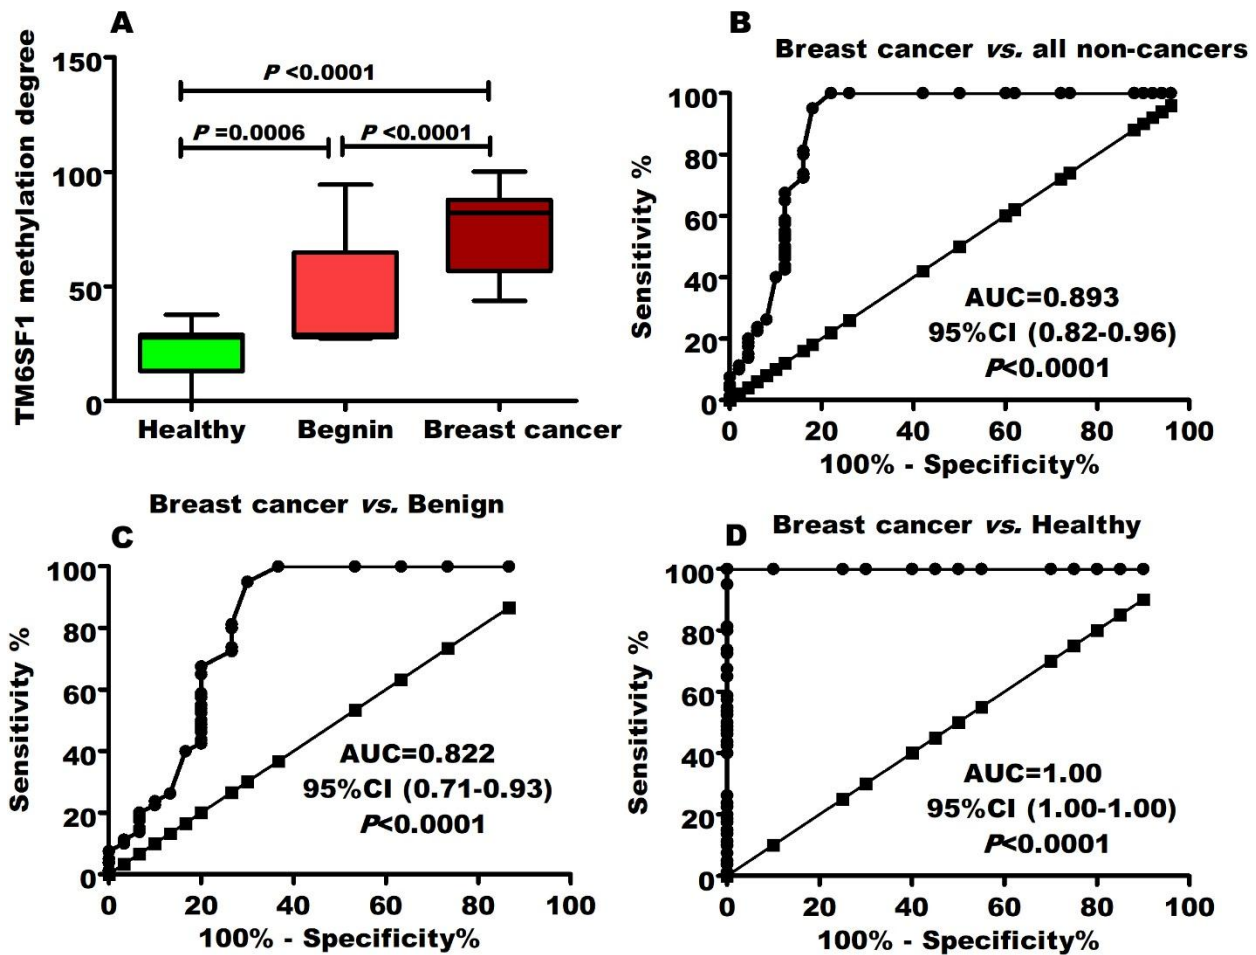 A
TM6SF1 methylation degree
150
100
50
0
P <0.0001
P =0.0006
P <0.0001
Healthy
Begnin
Breast cancer
B
Breast cancer vs. all non-cancers
Sensitivity %
100
80
60
40
20
0
AUC=0.893
95%CI (0.82-0.96)
P<0.0001
0 20 40 60 80 100
100% - Specificity%
Breast cancer vs. Benign
C
Sensitivity %
100
80
60
40
20
0
AUC=0.822
95%CI (0.71-0.93)
P<0.0001
0 20 40 60 80 100
100% - Specificity%
Breast cancer vs. Healthy
D
Sensitivity %
100
80
60
40
20
0
AUC=1.00
95%CI (1.00-1.00)
P<0.0001
0 20 40 60 80 100
100% - Specificity%